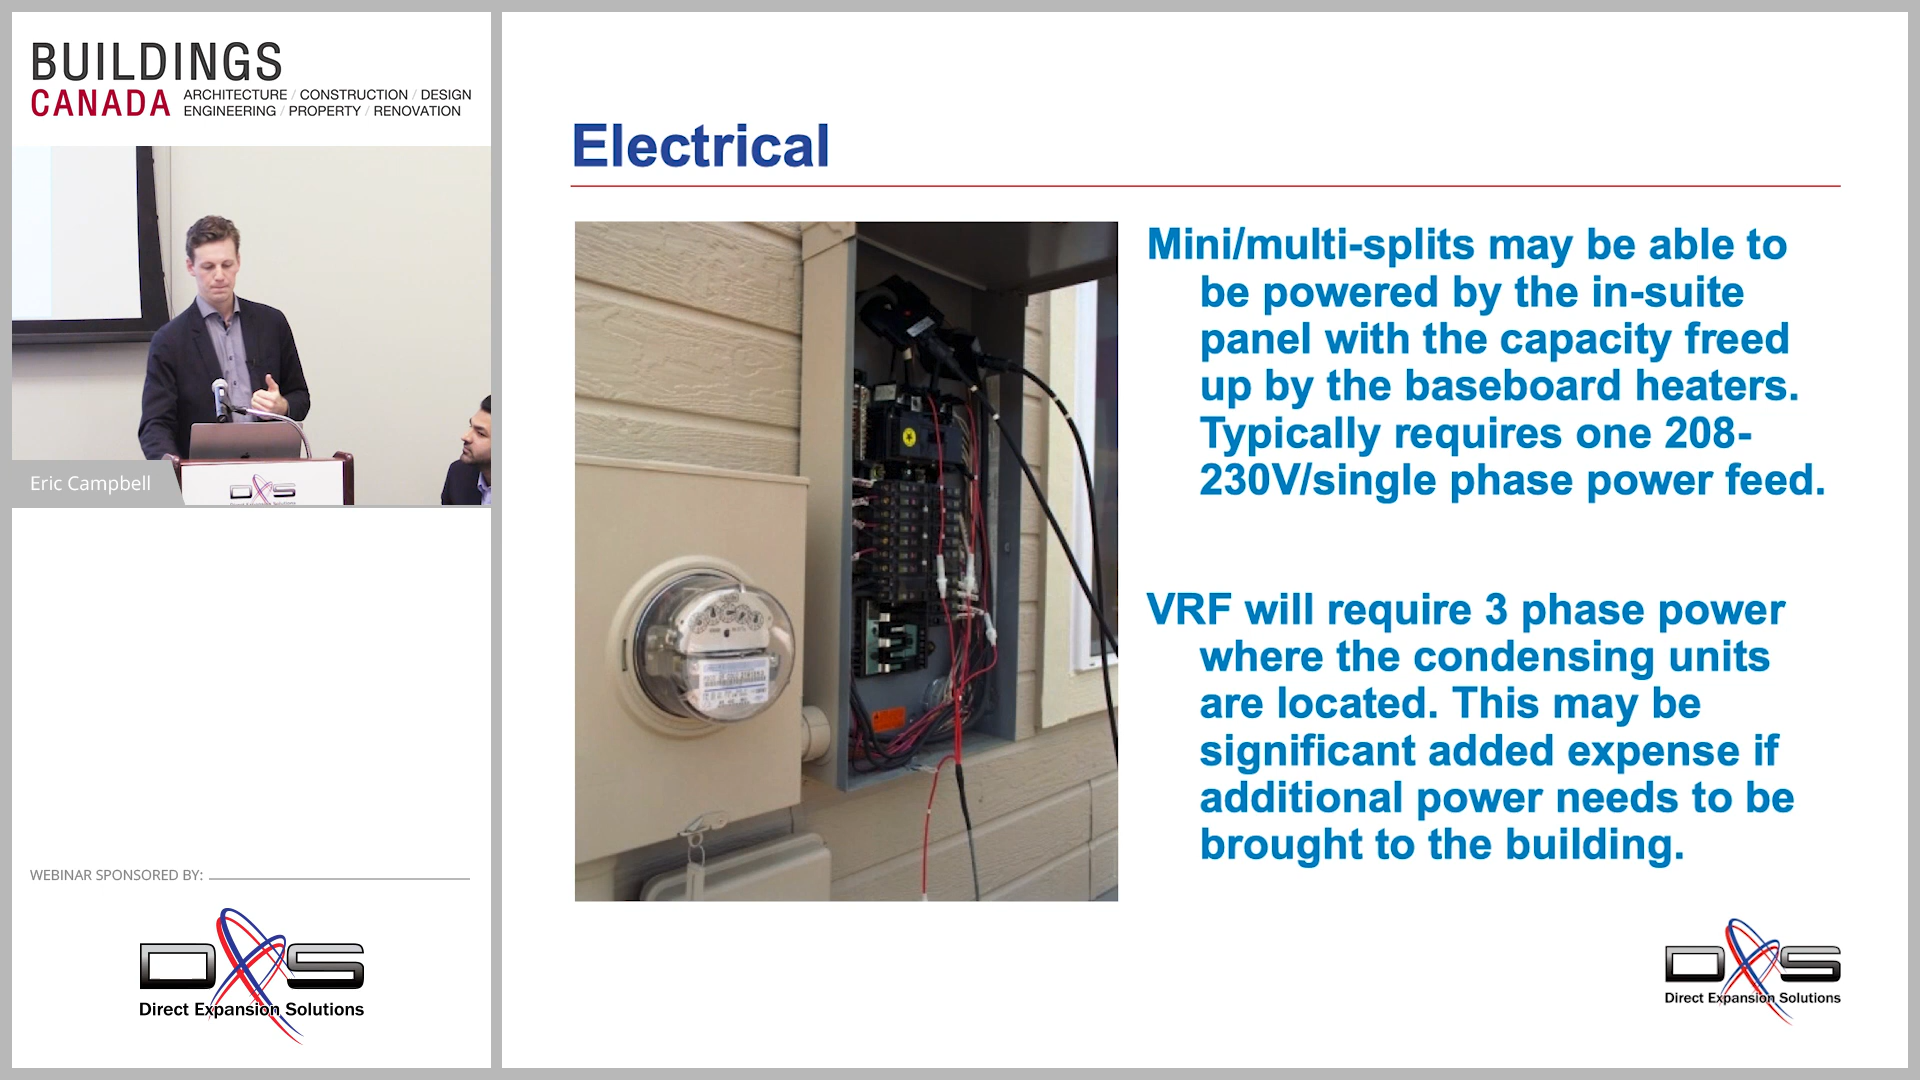 BUILDINGS
CANADA
ARCHITECTURE / CONSTRUCTION / DESIGN
ENGINEERING / PROPERTY / RENOVATION
Eric Campbell
DXS
WEBINAR SPONSORED BY:
DXS
Direct Expansion Solutions
Electrical
Mini/multi-splits may be able to
be powered by the in-suite
panel with the capacity freed
up by the baseboard heaters.
Typically requires one 208-
230V/single phase power feed.
VRF will require 3 phase power
where the condensing units
are located. This may be
significant added expense if
additional power needs to be
brought to the building.
DXS
Direct Expansion Solutions